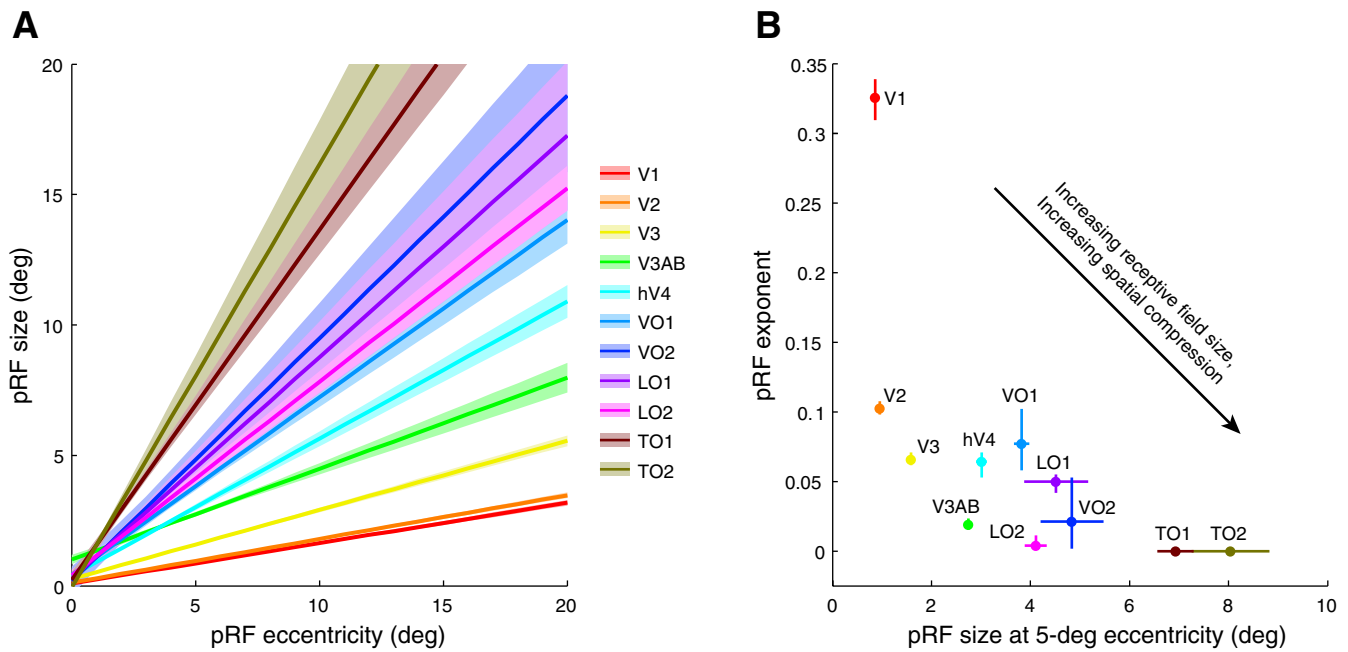 A
20
15
10
5
0
0
5
10
15
20
pRF size (deg)
pRF eccentricity (deg)
V1
V2
V3
V3AB
hV4
VO1
VO2
LO1
LO2
TO1
TO2
B
0.35
0.3
0.25
0.2
0.15
0.1
0.05
0
0
2
4
6
8
10
pRF exponent
pRF size at 5-deg eccentricity (deg)
V1
Increasing receptive field size,
Increasing spatial compression
V2
V3
hV4
VO1
LO1
V3AB
LO2
VO2
TO1
TO2